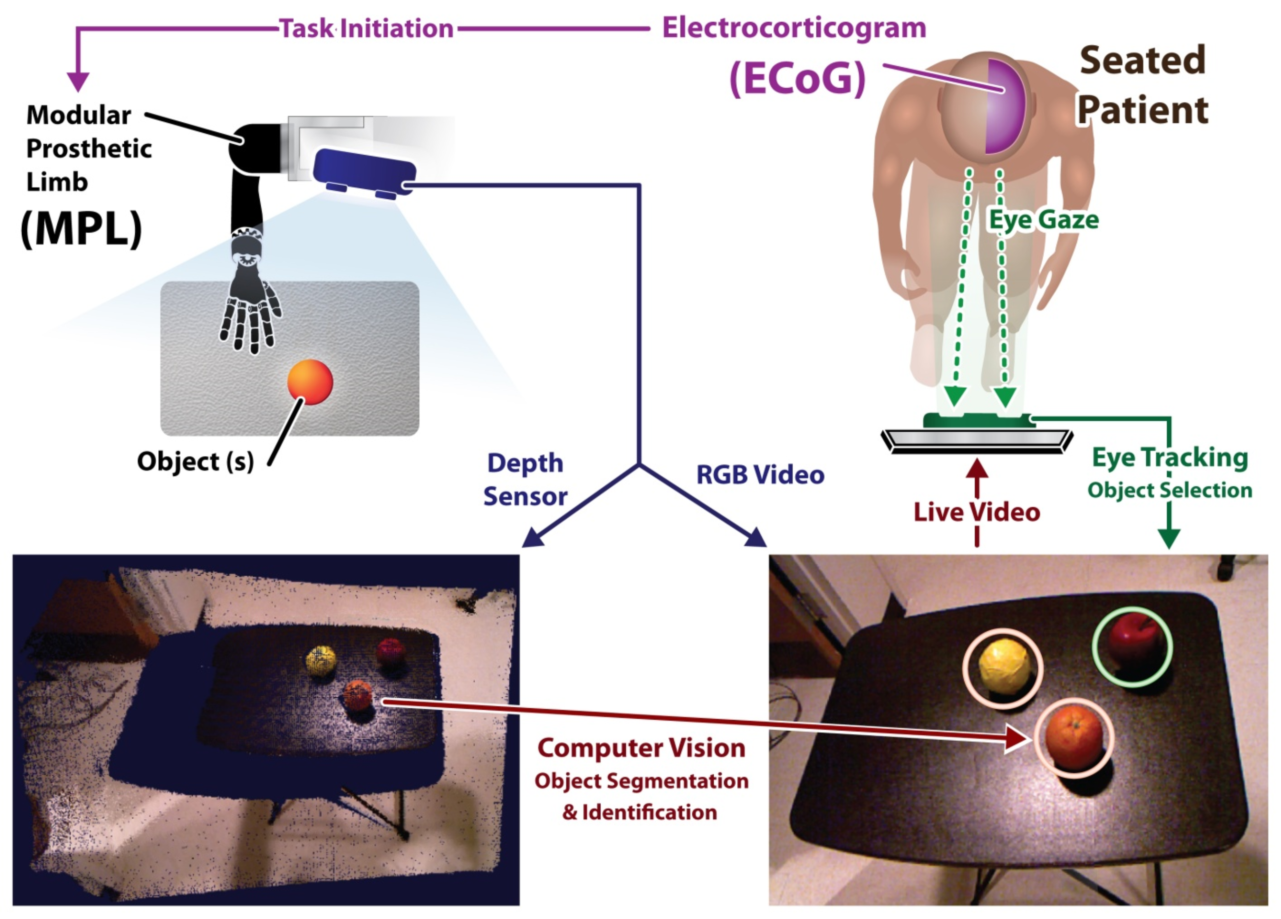 Task Initiation
Electrocorticogram
(ECoG)
Seated
Patient
Modular
Prosthetic
Limb
(MPL)
Eye Gaze
Object (s)
Depth
Sensor
RGB Video
Live Video
Eye Tracking
Object Selection
Computer Vision
Object Segmentation
& Identification